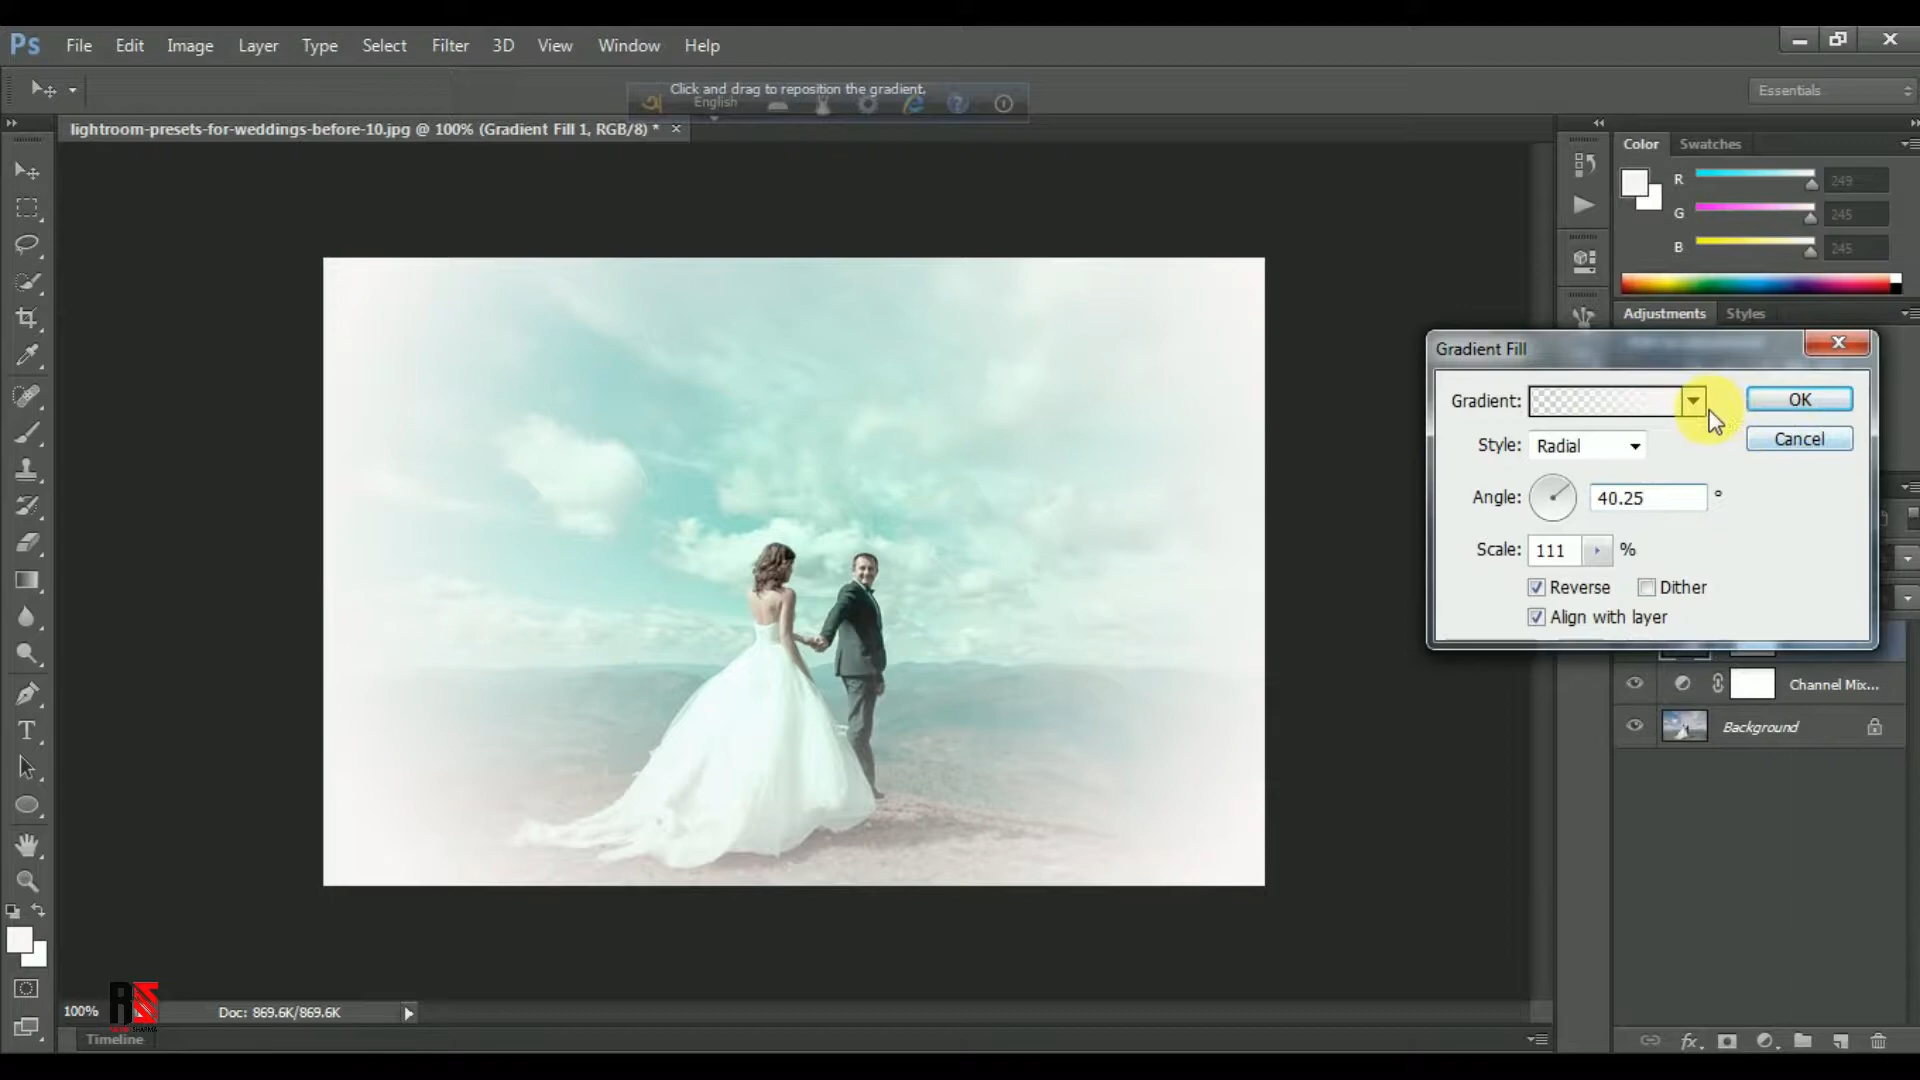 Ps File Edit Image Layer Type Select Filter 3D View Window Help
Click and drag to reposition the gradient.
English
Essentials
lightroom-presets-for-weddings-before-10.jpg @ 100% (Gradient Fill 1, RGB/8) *
Color Swatches
R 249
G 245
B 245
Adjustments Styles
Gradient Fill
Gradient: OK
Style: Radial Cancel
Angle: 40.25 °
Scale: 111 %
Reverse Dither
Align with layer
Channel Mix...
Background
100% Doc: 869.6K/869.6K
Timeline